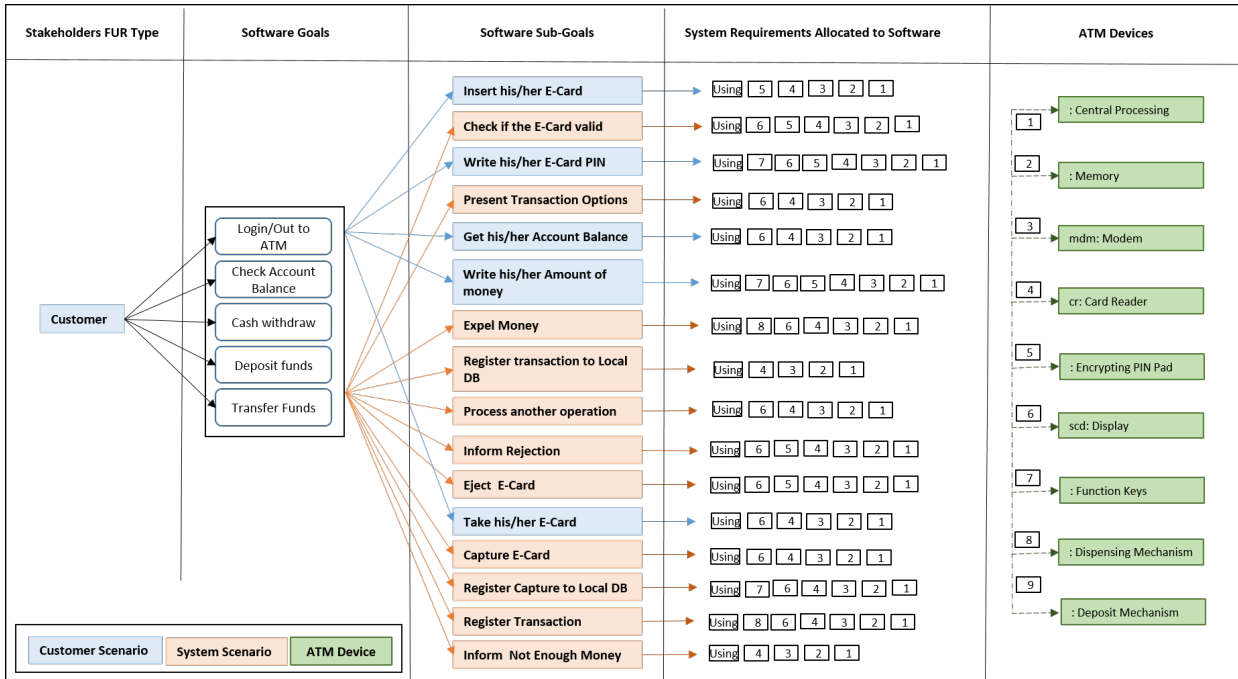 Stakeholders FUR Type
Software Goals
Software Sub-Goals
System Requirements Allocated to Software
ATM Devices
Customer
Login/Out to
ATM
Check Account
Balance
Cash withdraw
Deposit funds
Transfer Funds
Insert his/her E-Card
Using 5 4 3 2 1
Check if the E-Card valid
Using 6 5 4 3 2 1
Write his/her E-Card PIN
Using 7 6 5 4 3 2 1
Present Transaction Options
Using 6 4 3 2 1
Get his/her Account Balance
Using 6 4 3 2 1
Write his/her Amount of
money
Using 7 6 5 4 3 2 1
Expel Money
Using 8 6 4 3 2 1
Register transaction to Local
DB
Using 4 3 2 1
Process another operation
Using 6 4 3 2 1
Inform Rejection
Using 6 5 4 3 2 1
Eject E-Card
Using 6 5 4 3 2 1
Take his/her E-Card
Using 6 4 3 2 1
Capture E-Card
Using 6 4 3 2 1
Register Capture to Local DB
Using 7 6 4 3 2 1
Register Transaction
Using 8 6 4 3 2 1
Inform Not Enough Money
Using 4 3 2 1
: Central Processing
1
2
: Memory
3
mdm: Modem
4
cr: Card Reader
5
: Encrypting PIN Pad
6
scd: Display
7
: Function Keys
8
: Dispensing Mechanism
9
: Deposit Mechanism
Customer Scenario
System Scenario
ATM Device